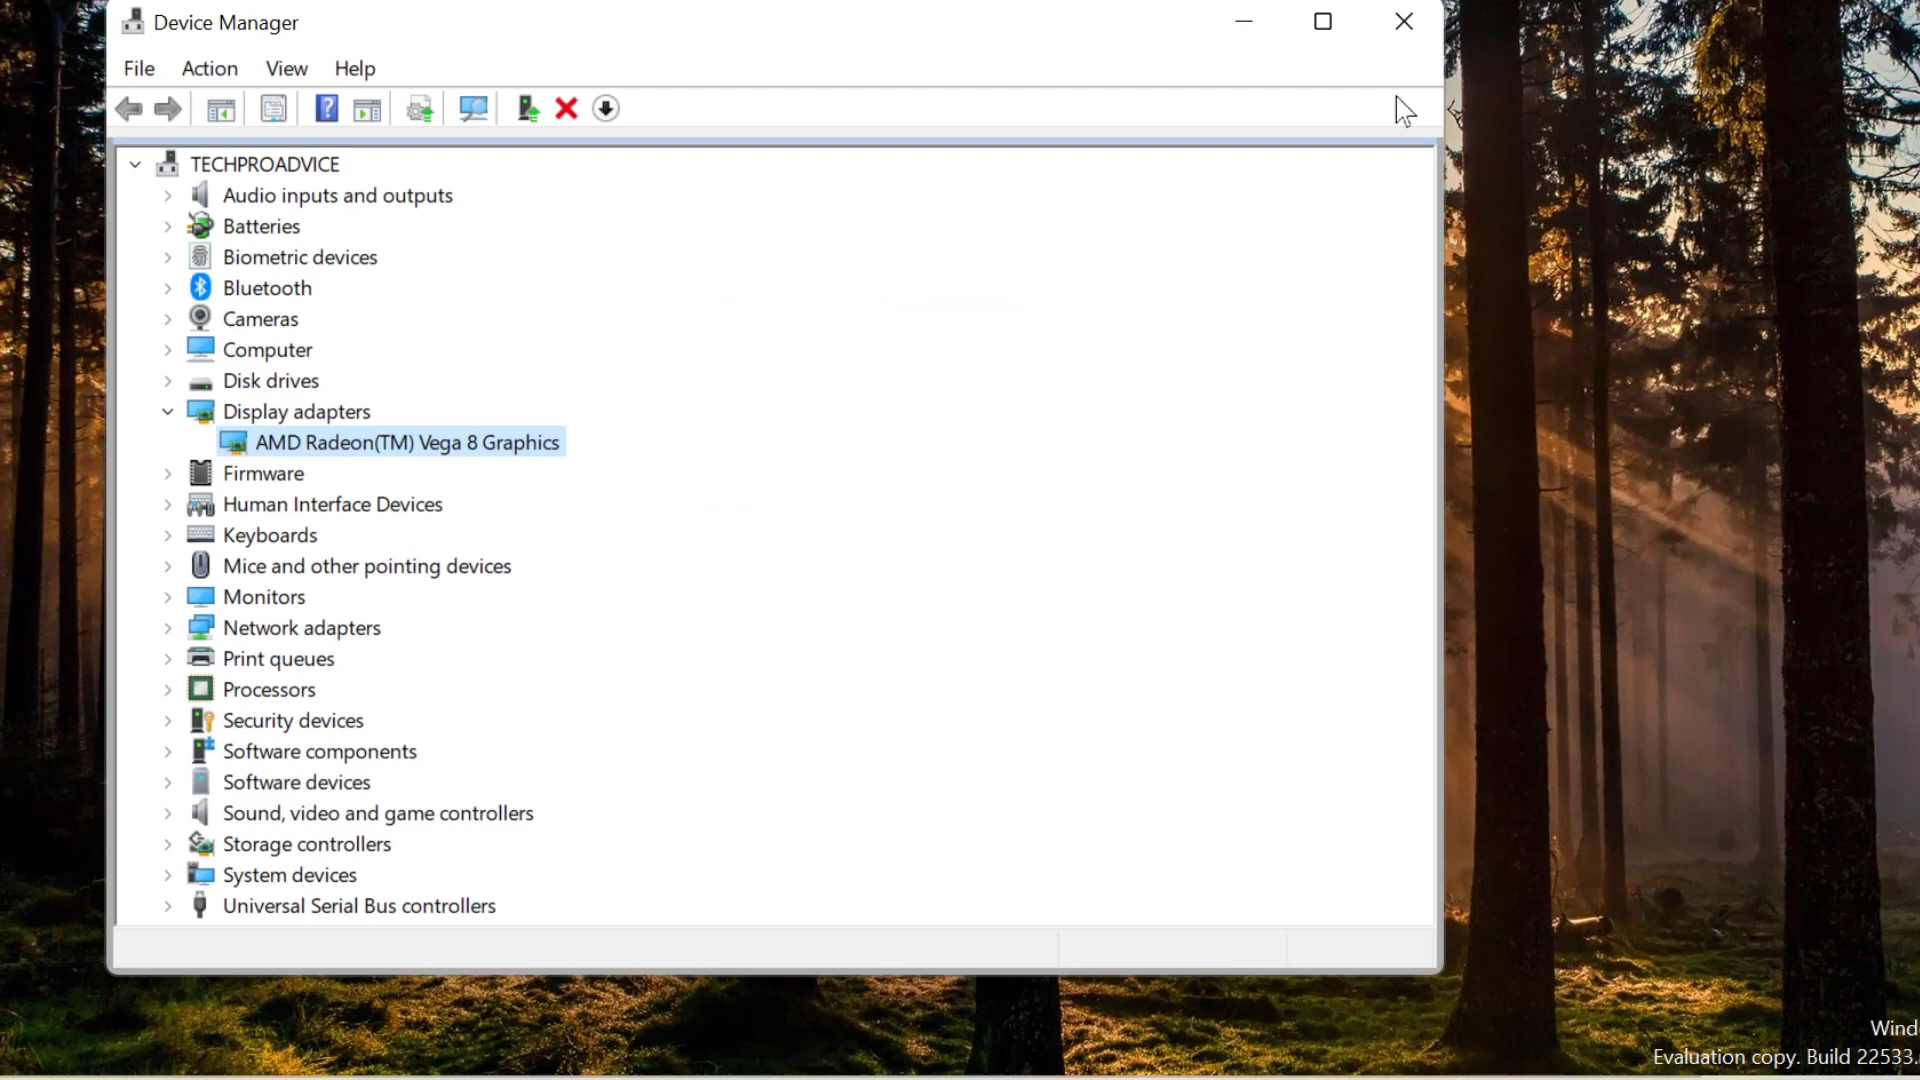 Device Manager
File Action View Help
TECHPROADVICE
Audio inputs and outputs
Batteries
Biometric devices
Bluetooth
Cameras
Computer
Disk drives
Display adapters
AMD Radeon(TM) Vega 8 Graphics
Firmware
Human Interface Devices
Keyboards
Mice and other pointing devices
Monitors
Network adapters
Print queues
Processors
Security devices
Software components
Software devices
Sound, video and game controllers
Storage controllers
System devices
Universal Serial Bus controllers
Wind
Evaluation copy. Build 22533.